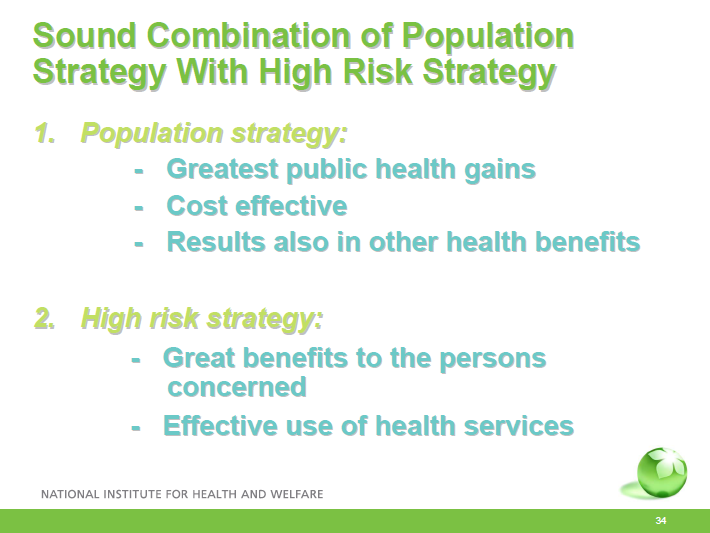 Sound Combination of Population
Strategy With High Risk Strategy
1. Population strategy:
- Greatest public health gains
- Cost effective
- Results also in other health benefits
2. High risk strategy:
- Great benefits to the persons
concerned
- Effective use of health services
NATIONAL INSTITUTE FOR HEALTH AND WELFARE
34